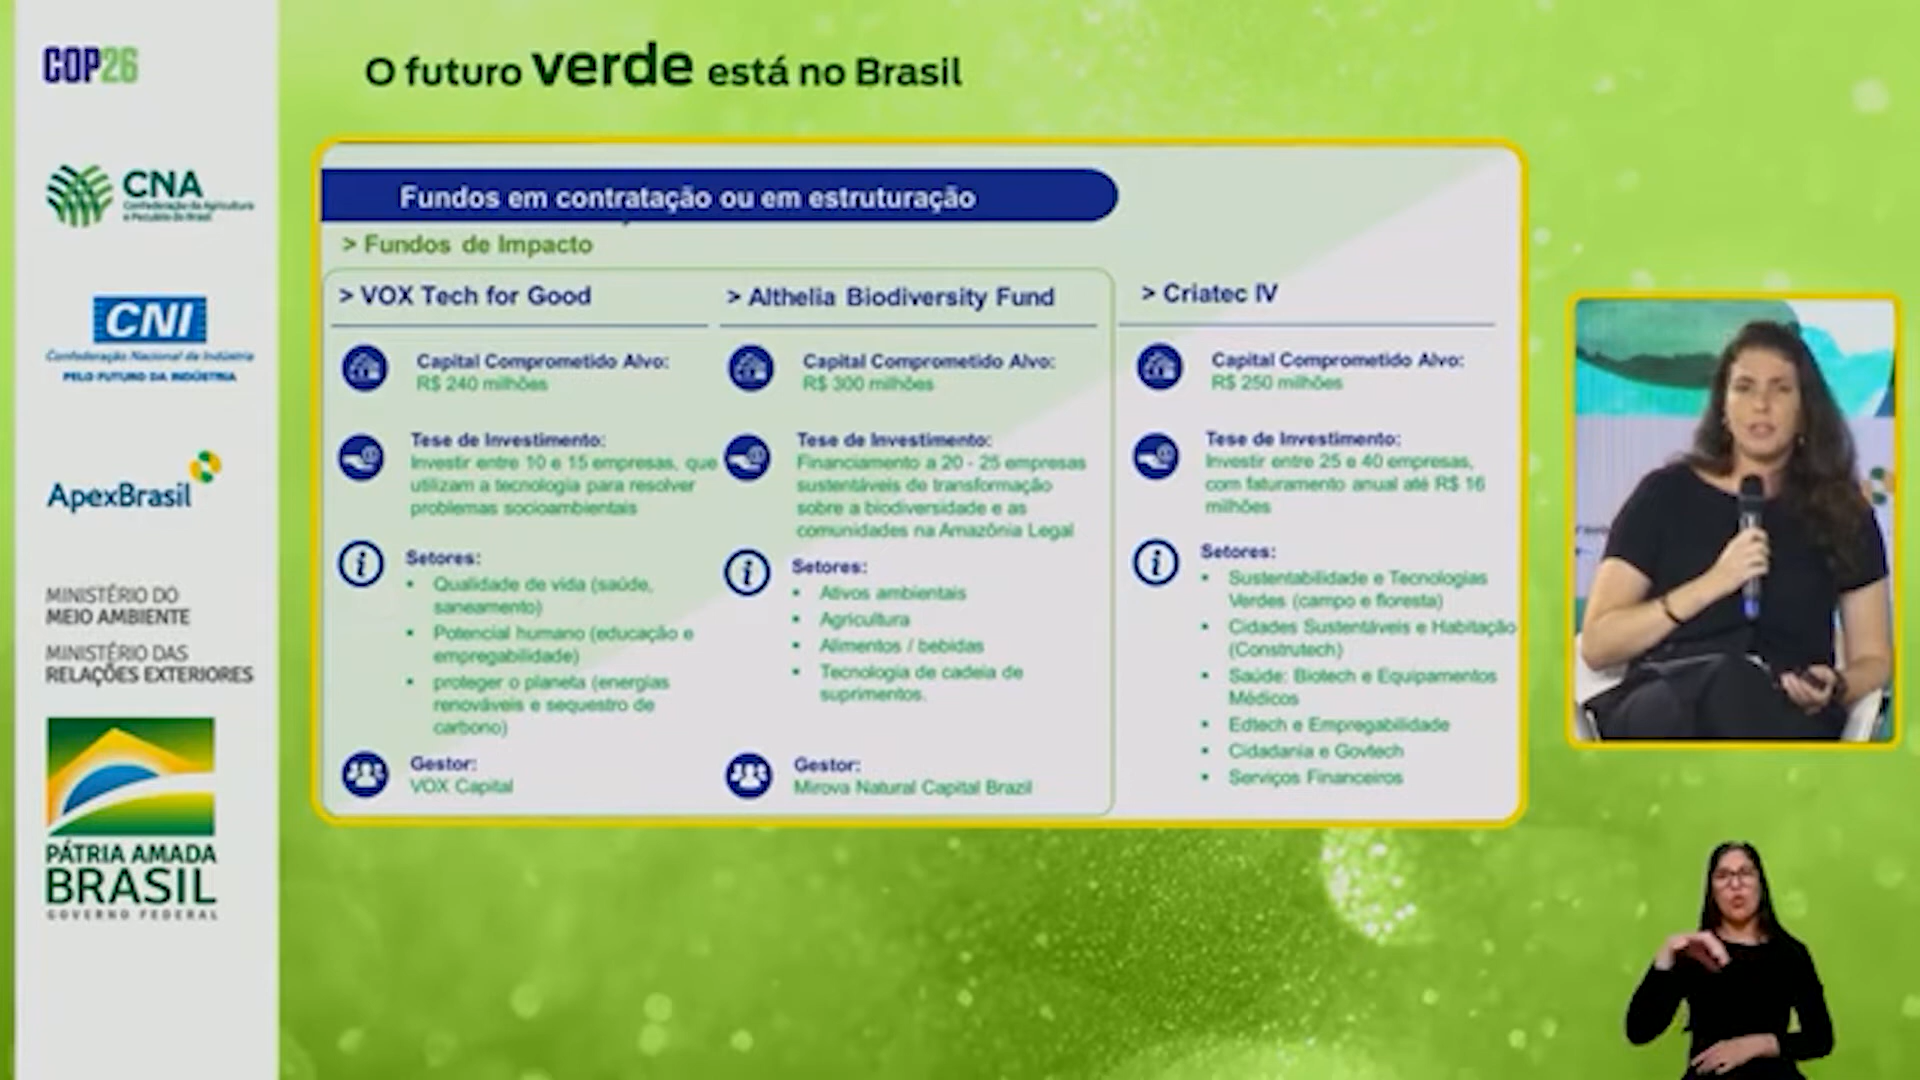 COP26
CNA
Confederação da Agricultura
e Pecuária do Brasil
CNI
Confederação Nacional da Indústria
PELO FUTURO DA INDÚSTRIA
ApexBrasil
MINISTÉRIO DO
MEIO AMBIENTE
MINISTÉRIO DAS
RELAÇÕES EXTERIORES
PÁTRIA AMADA
BRASIL
GOVERNO FEDERAL
O futuro verde está no Brasil
Fundos em contratação ou em estruturação
> Fundos de Impacto
> VOX Tech for Good
Capital Comprometido Alvo:
R$ 240 milhões
Tese de Investimento:
Investir entre 10 e 15 empresas, que
utilizam a tecnologia para resolver
problemas socioambientais
Setores:
• Qualidade de vida (saúde,
saneamento)
• Potencial humano (educação e
empregabilidade)
• proteger o planeta (energias
renováveis e sequestro de
carbono)
Gestor:
VOX Capital
> Althelia Biodiversity Fund
Capital Comprometido Alvo:
R$ 300 milhões
Tese de Investimento:
Financiamento a 20 - 25 empresas
sustentáveis de transformação
sobre a biodiversidade e as
comunidades na Amazônia Legal
Setores:
• Ativos ambientais
• Agricultura
• Alimentos / bebidas
• Tecnologia de cadeia de
suprimentos.
Gestor:
Mirova Natural Capital Brazil
> Criatec IV
Capital Comprometido Alvo:
R$ 250 milhões
Tese de Investimento:
Investir entre 25 e 40 empresas,
com faturamento anual até R$ 16
milhões
Setores:
• Sustentabilidade e Tecnologias
Verdes (campo e floresta)
• Cidades Sustentáveis e Habitação
(Construtech)
• Saúde: Biotech e Equipamentos
Médicos
• Edtech e Empregabilidade
• Cidadania e Govtech
• Serviços Financeiros